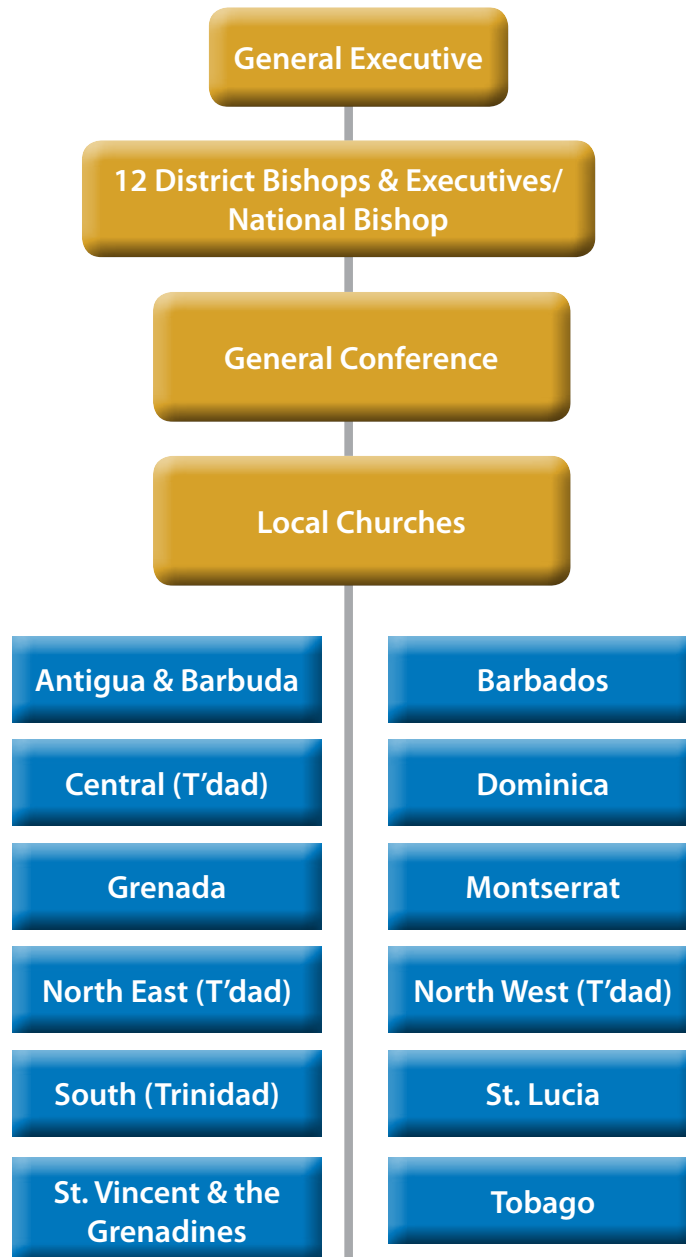 General Executive
12 District Bishops & Executives/
National Bishop
General Conference
Local Churches
Antigua & Barbuda
Barbados
Central (T’dad)
Dominica
Grenada
Montserrat
North East (T’dad)
North West (T’dad)
South (Trinidad)
St. Lucia
St. Vincent & the
Grenadines
Tobago